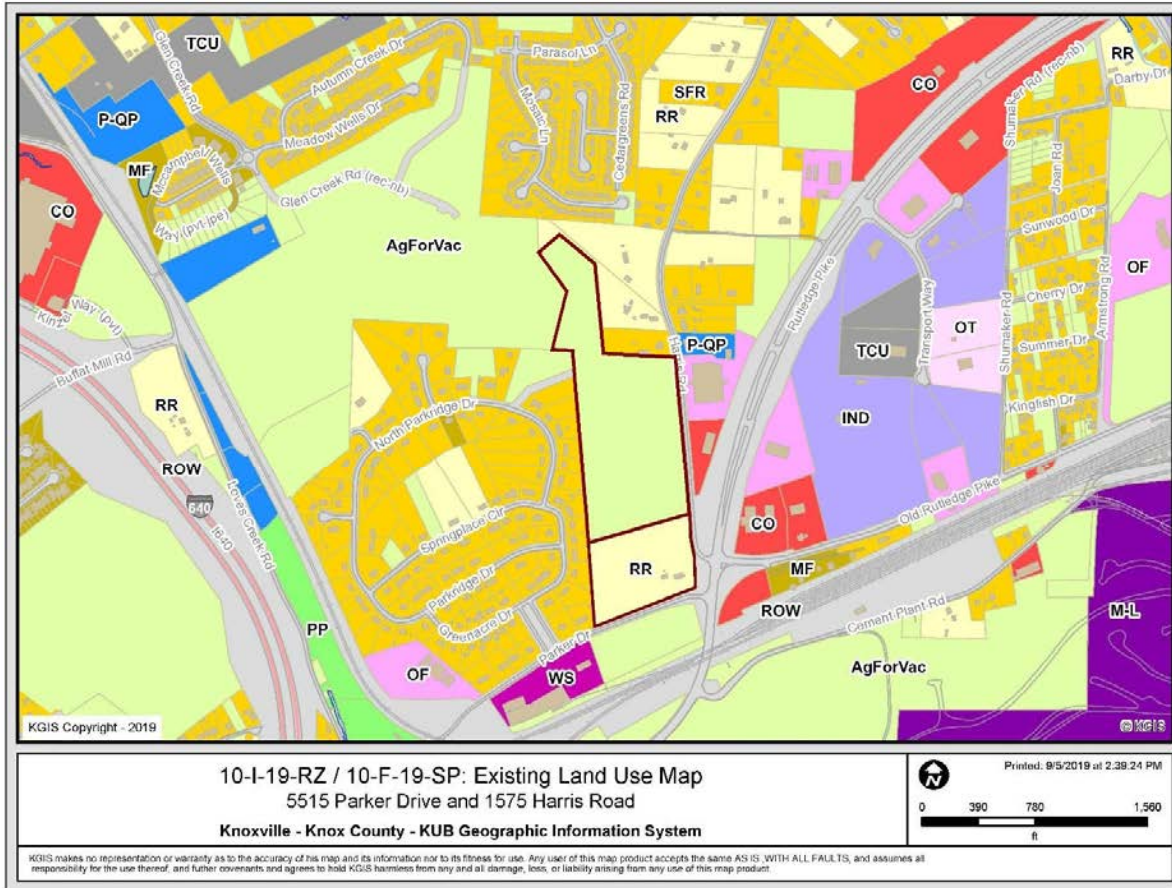 TCU
Glen Creek Rd
Autumn Creek Dr
Parasol Ln
Mosaic Ln
Cedargreens Rd
SFR
RR
CO
Shumaker Rd (rec-nb)
RR
Darby Dr
P-QP
Meadow Wells Dr
MF
Mccampbell Wells
Way (pvt-jpe)
Glen Creek Rd (rec-nb)
Joan Rd
Sunwood Dr
CO
AgForVac
Rutledge Pike
OF
Cherry Dr
Armstrong Rd
Way (pvt)
Transport Way
Shumaker Rd
OT
TCU
Summer Dr
P-QP
Buffat Mill Rd
Kingfish Dr
RR
North Parkridge Dr
IND
ROW
640
I640
Loves Creek Rd
Springplace Cir
Old Rutledge Pike
CO
RR
MF
Parkridge Dr
ROW
Cement Plant Rd
M-L
Greenacre Dr
PP
Parker Dr
OF
WS
AgForVac
KGIS Copyright - 2019
© KGIS
10-I-19-RZ / 10-F-19-SP: Existing Land Use Map
5515 Parker Drive and 1575 Harris Road
Knoxville - Knox County - KUB Geographic Information System
Printed: 9/5/2019 at 2:39:24 PM
0 390 780 1,560
ft
KGIS makes no representation or warranty as to the accuracy of his map and its information nor to its fitness for use. Any user of this map product accepts the same AS IS ,WITH ALL FAULTS, and assumes all
responsibility for the use thereof, and futher covenants and agrees to hold KGIS harmless from any and all damage, loss, or liability arising from any use of this map product.